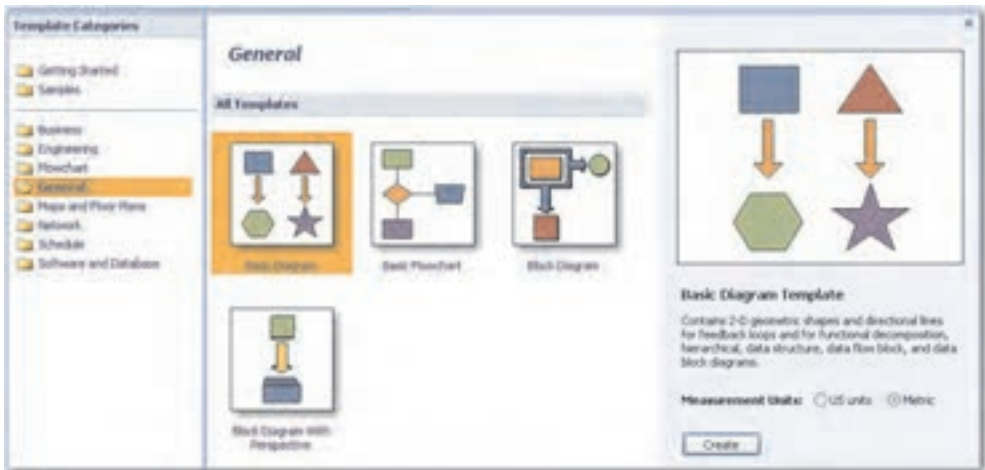 Template Categories
Getting Started
Samples
Business
Engineering
Flowchart
General
Maps and Floor Plans
Network
Schedule
Software and Database
General
All Templates
Basic Diagram
Basic Flowchart
Block Diagram
Block Diagram With
Perspective
Basic Diagram Template
Contains 2-D geometric shapes and directional lines
for feedback loops and for functional decomposition,
hierarchical, data structure, data flow block, and data
block diagrams.
Measurement Units: US units Metric
Create